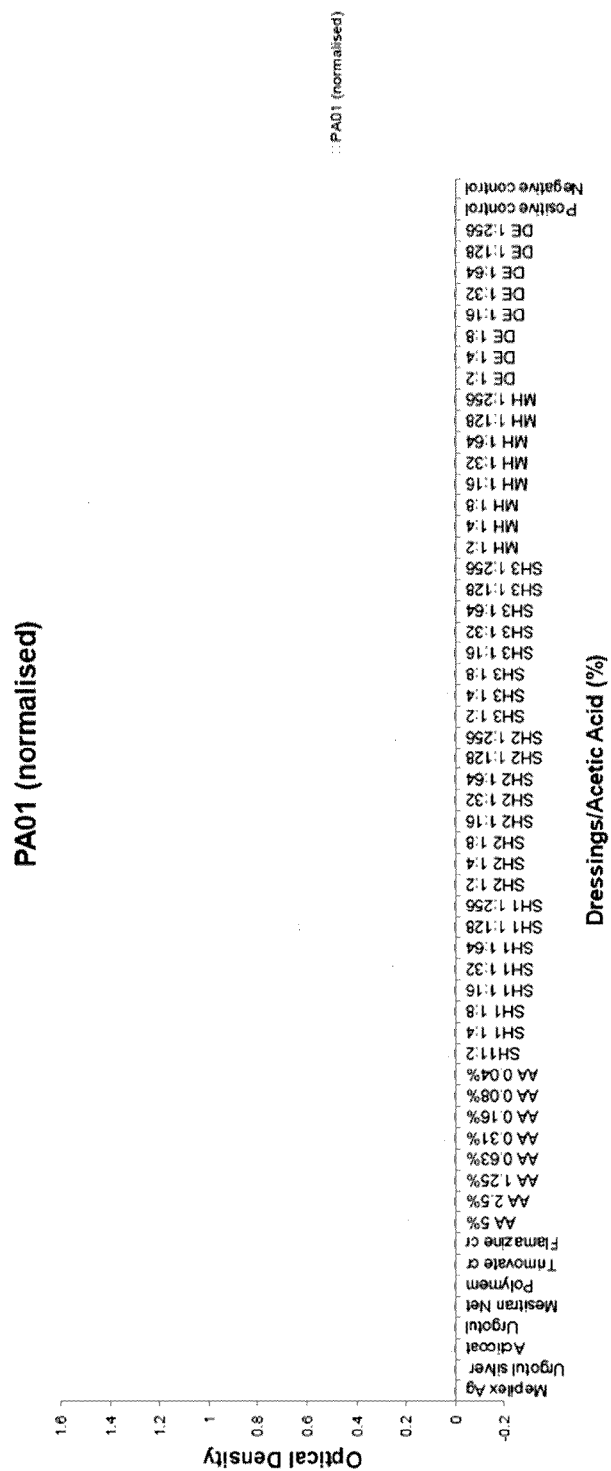 PA01 (normalised)
Optical Density
1.6
1.4
1.2
1
0.8
0.6
0.4
0.2
0
-0.2
Mepilex Ag
Urgotul silver
Acticoat
Urgotul
Mesitran Net
Polymem
Trimovate cr
Flamazine cr
AA 5%
AA 2.5%
AA 1.25%
AA 0.63%
AA 0.31%
AA 0.16%
AA 0.08%
AA 0.04%
SH11:2
SH1 1:4
SH1 1:8
SH1 1:16
SH1 1:32
SH1 1:64
SH1 1:128
SH1 1:256
SH2 1:2
SH2 1:4
SH2 1:8
SH2 1:16
SH2 1:32
SH2 1:64
SH2 1:128
SH2 1:256
SH3 1:2
SH3 1:4
SH3 1:8
SH3 1:16
SH3 1:32
SH3 1:64
SH3 1:128
SH3 1:256
MH 1:2
MH 1:4
MH 1:8
MH 1:16
MH 1:32
MH 1:64
MH 1:128
MH 1:256
DE 1:2
DE 1:4
DE 1:8
DE 1:16
DE 1:32
DE 1:64
DE 1:128
DE 1:256
Positive control
Negative control
Dressings/Acetic Acid (%)
PA01 (normalised)